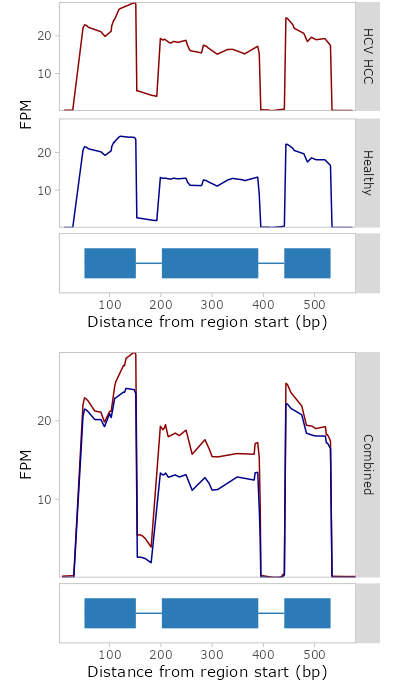 20
10
HCV HCC
FPM
20
10
Healthy
100 200 300 400 500
Distance from region start (bp)
20
10
FPM
Combined
100 200 300 400 500
Distance from region start (bp)